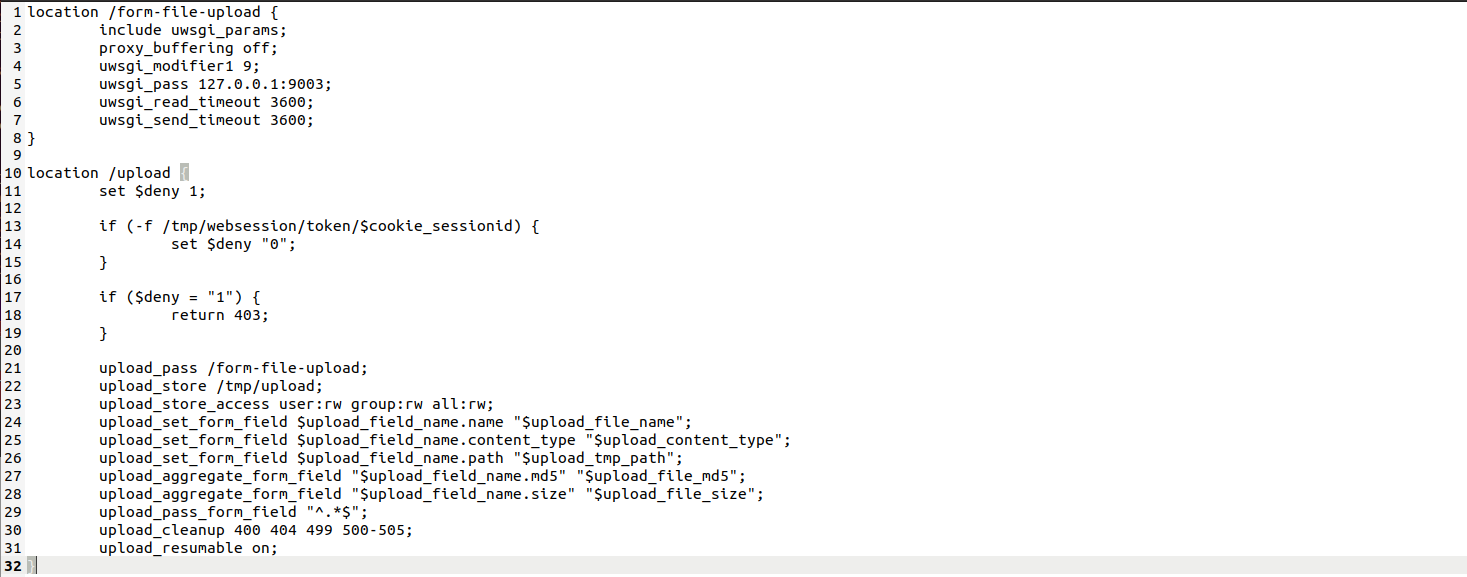 1 location /form-file-upload {
2         include uwsgi_params;
3         proxy_buffering off;
4         uwsgi_modifier1 9;
5         uwsgi_pass 127.0.0.1:9003;
6         uwsgi_read_timeout 3600;
7         uwsgi_send_timeout 3600;
8 }
9
10 location /upload {
11         set $deny 1;
12
13         if (-f /tmp/websession/token/$cookie_sessionid) {
14                 set $deny "0";
15         }
16
17         if ($deny = "1") {
18                 return 403;
19         }
20
21         upload_pass /form-file-upload;
22         upload_store /tmp/upload;
23         upload_store_access user:rw group:rw all:rw;
24         upload_set_form_field $upload_field_name.name "$upload_file_name";
25         upload_set_form_field $upload_field_name.content_type "$upload_content_type";
26         upload_set_form_field $upload_field_name.path "$upload_tmp_path";
27         upload_aggregate_form_field "$upload_field_name.md5" "$upload_file_md5";
28         upload_aggregate_form_field "$upload_field_name.size" "$upload_file_size";
29         upload_pass_form_field "^.*$";
30         upload_cleanup 400 404 499 500-505;
31         upload_resumable on;
32 }